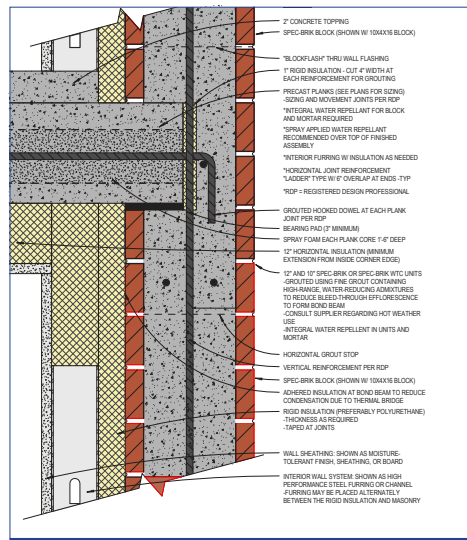 2" CONCRETE TOPPING
SPEC-BRIK BLOCK (SHOWN W/ 10X4X16 BLOCK)
"BLOCKFLASH" THRU WALL FLASHING
1" RIGID INSULATION - CUT 4" WIDTH AT
EACH REINFORCEMENT FOR GROUTING
PRECAST PLANKS (SEE PLANS FOR SIZING)
-SIZING AND MOVEMENT JOINTS PER RDP
*INTEGRAL WATER REPELLANT FOR BLOCK
AND MORTAR REQUIRED
*SPRAY APPLIED WATER REPELLANT
RECOMMENDED OVER TOP OF FINISHED
ASSEMBLY
*INTERIOR FURRING W/ INSULATION AS NEEDED
*HORIZONTAL JOINT REINFORCEMENT
"LADDER" TYPE W/ 6" OVERLAP AT ENDS -TYP
*RDP = REGISTERED DESIGN PROFESSIONAL
GROUTED HOOKED DOWEL AT EACH PLANK
JOINT PER RDP
BEARING PAD (3" MINIMUM)
SPRAY FOAM EACH PLANK CORE 1'-6" DEEP
12" HORIZONTAL INSULATION (MINIMUM
EXTENSION FROM INSIDE CORNER EDGE)
12" AND 10" SPEC-BRIK OR SPEC-BRIK WTC UNITS
-GROUTED USING FINE GROUT CONTAINING
HIGH-RANGE, WATER-REDUCING ADMIXTURES
TO REDUCE BLEED-THROUGH EFFLORESCENCE
TO FORM BOND BEAM
-CONSULT SUPPLIER REGARDING HOT WEATHER
USE
-INTEGRAL WATER REPELLENT IN UNITS AND
MORTAR
HORIZONTAL GROUT STOP
VERTICAL REINFORCEMENT PER RDP
SPEC-BRIK BLOCK (SHOWN W/ 10X4X16 BLOCK)
ADHERED INSULATION AT BOND BEAM TO REDUCE
CONDENSATION DUE TO THERMAL BRIDGE
RIGID INSULATION (PREFERABLY POLYURETHANE)
-THICKNESS AS REQUIRED
-TAPED AT JOINTS
WALL SHEATHING: SHOWN AS MOISTURE-
TOLERANT FINISH, SHEATHING, OR BOARD
INTERIOR WALL SYSTEM: SHOWN AS HIGH
PERFORMANCE STEEL FURRING OR CHANNEL
-FURRING MAY BE PLACED ALTERNATELY
BETWEEN THE RIGID INSULATION AND MASONRY